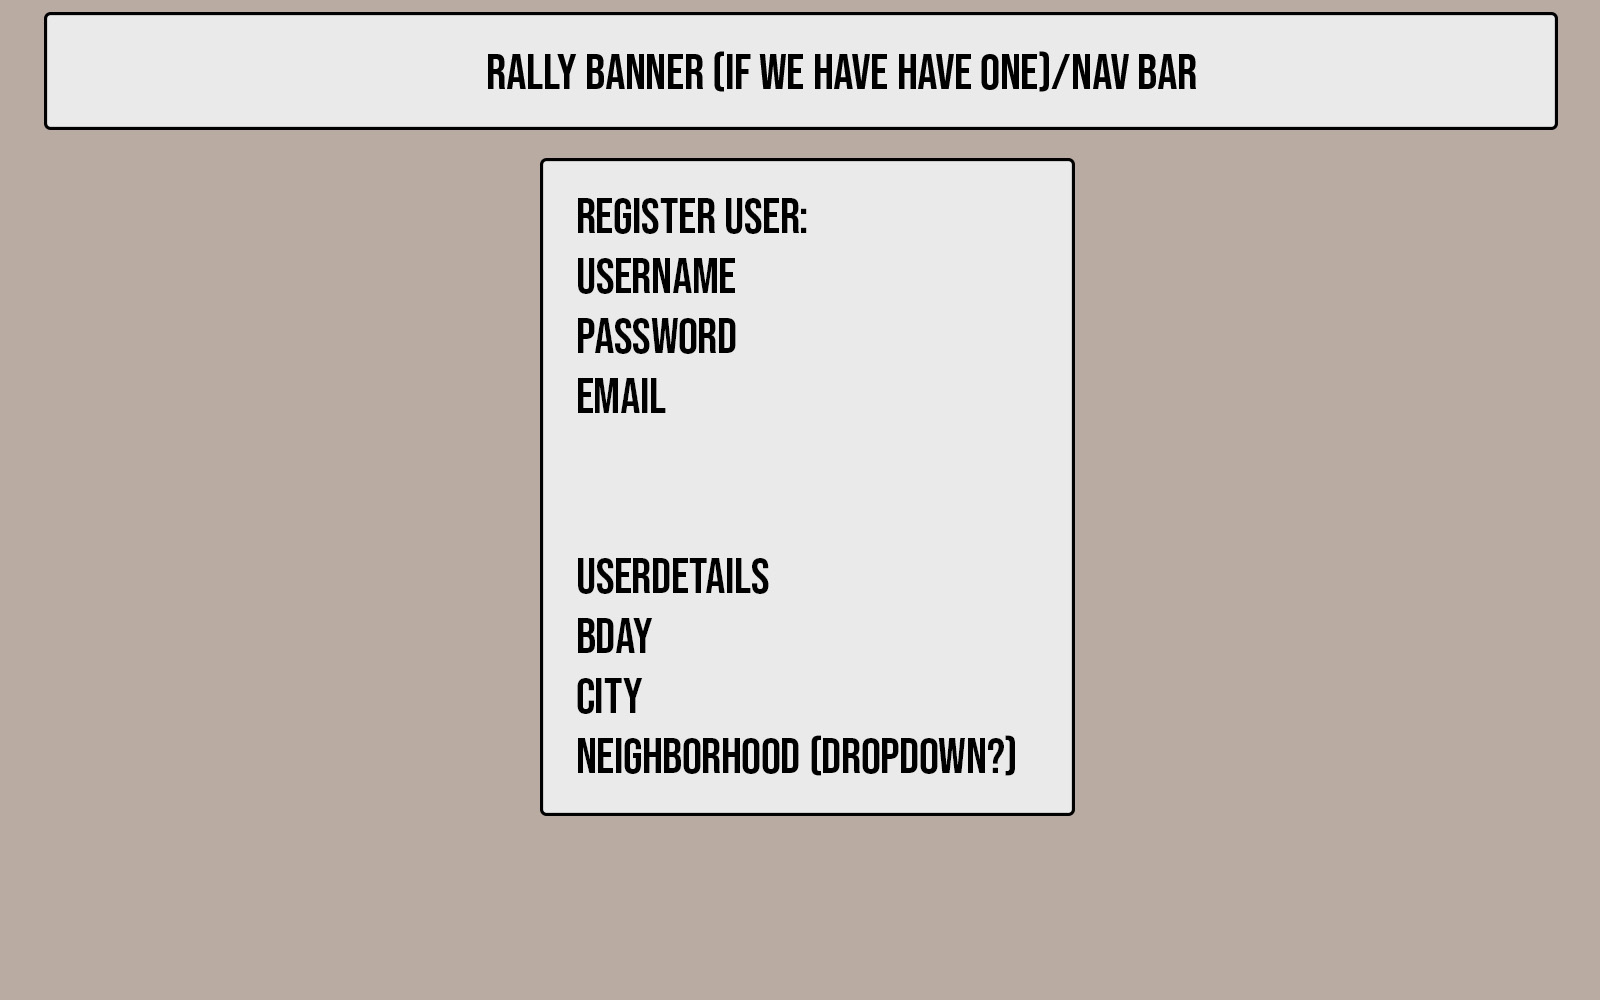 RALLY BANNER (IF WE HAVE HAVE ONE)/NAV BAR
REGISTER USER:
USERNAME
PASSWORD
EMAIL
USERDETAILS
BDAY
CITY
NEIGHBORHOOD (DROPDOWN?)